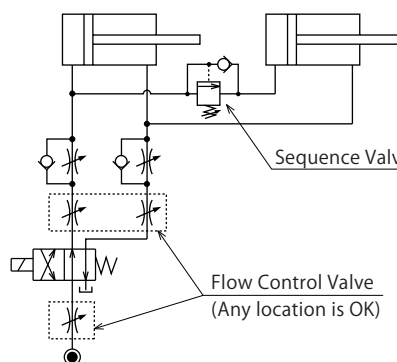 Sequence Valv
Flow Control Valve
(Any location is OK)